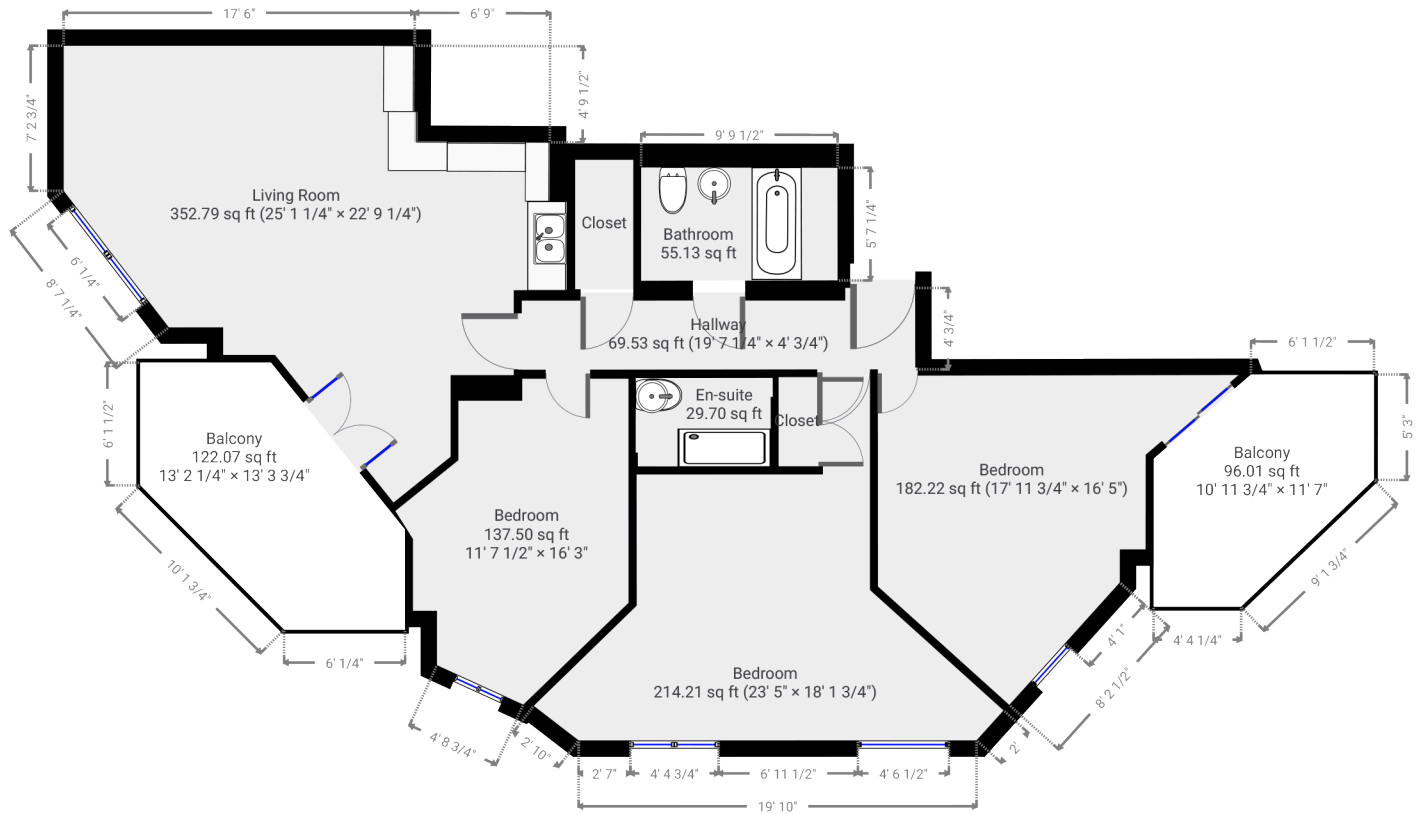 17' 6"
6' 9"
7' 2 3/4"
4' 9 1/2"
9' 9 1/2"
Living Room
352.79 sq ft (25' 1 1/4" × 22' 9 1/4")
Closet
Bathroom
55.13 sq ft
5' 7 1/4"
6' 1/4"
8' 7 1/4"
Hallway
69.53 sq ft (19' 7 1/4" × 4' 3/4")
4' 3/4"
6' 1 1/2"
6' 1 1/2"
5' 3"
En-suite
29.70 sq ft
Closet
Balcony
122.07 sq ft
13' 2 1/4" × 13' 3 3/4"
Balcony
96.01 sq ft
10' 11 3/4" × 11' 7"
Bedroom
182.22 sq ft (17' 11 3/4" × 16' 5")
Bedroom
137.50 sq ft
11' 7 1/2" × 16' 3"
10' 1 3/4"
9' 1 3/4"
6' 1/4"
4' 1"
4' 4 1/4"
8' 2 1/2"
Bedroom
214.21 sq ft (23' 5" × 18' 1 3/4")
4' 8 3/4"
2' 10"
2'
2' 7"
4' 4 3/4"
6' 11 1/2"
4' 6 1/2"
19' 10"